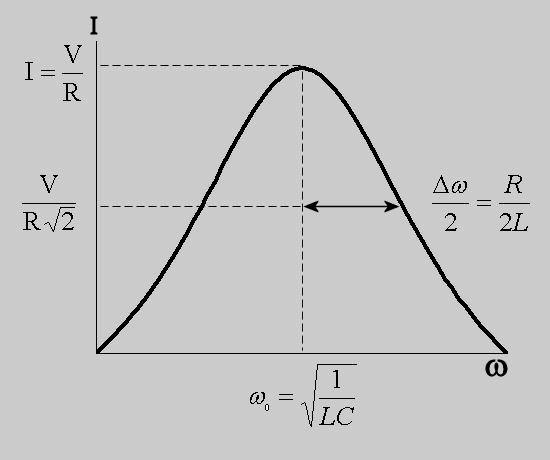 I
I = V/R
V/R√2
Δω/2 = R/2L
ω
ω₀ = √1/LC